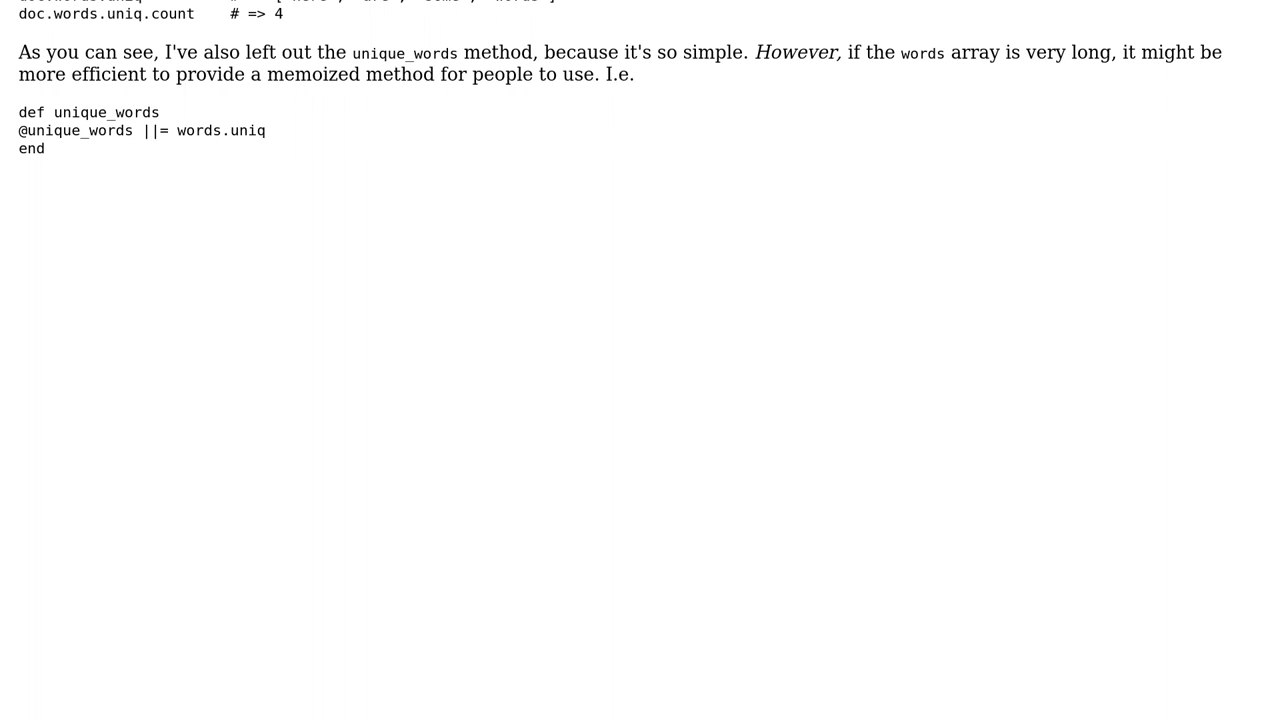 doc.words.uniq.count    # => 4
As you can see, I've also left out the unique_words method, because it's so simple. However, if the words array is very long, it might be
more efficient to provide a memoized method for people to use. I.e.
def unique_words
@unique_words ||= words.uniq
end